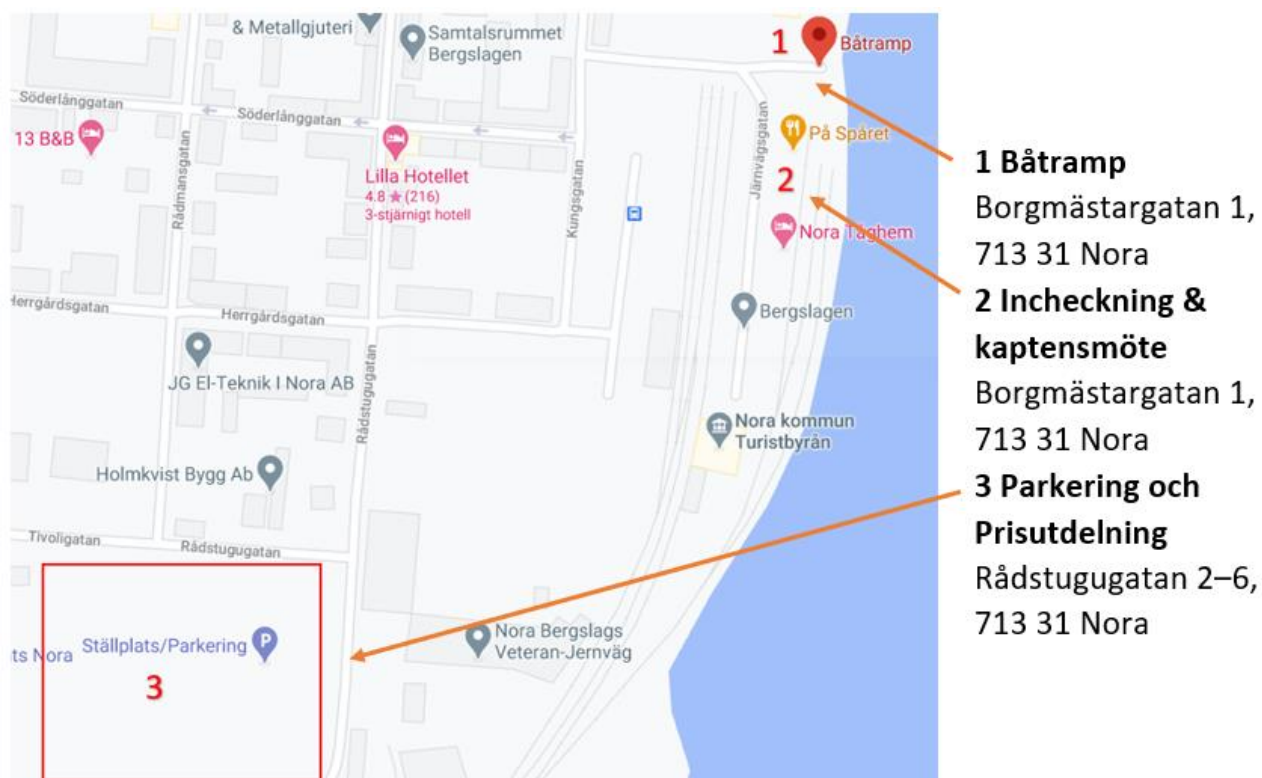 & Metallgjuteri
Samtalsrummet
Bergslagen
1
Båtramp
Söderlånggatan
Söderlånggatan
13 B&B
Rådmansgatan
Lilla Hotellet
4.8 ★ (216)
3-stjärnigt hotell
Kungsgatan
Järnvägsgatan
På Spåret
2
Nora Tåghem
Herrgårdsgatan
Herrgårdsgatan
Bergslagen
JG El-Teknik I Nora AB
Rådstugugatan
Nora kommun
Turistbyrån
Holmkvist Bygg Ab
Tivoligatan
Rådstugugatan
ts Nora
Ställplats/Parkering
P
3
Nora Bergslags
Veteran-Jernväg
1 Båtramp
Borgmästargatan 1,
713 31 Nora
2 Incheckning &
kaptensmöte
Borgmästargatan 1,
713 31 Nora
3 Parkering och
Prisutdelning
Rådstugugatan 2–6,
713 31 Nora